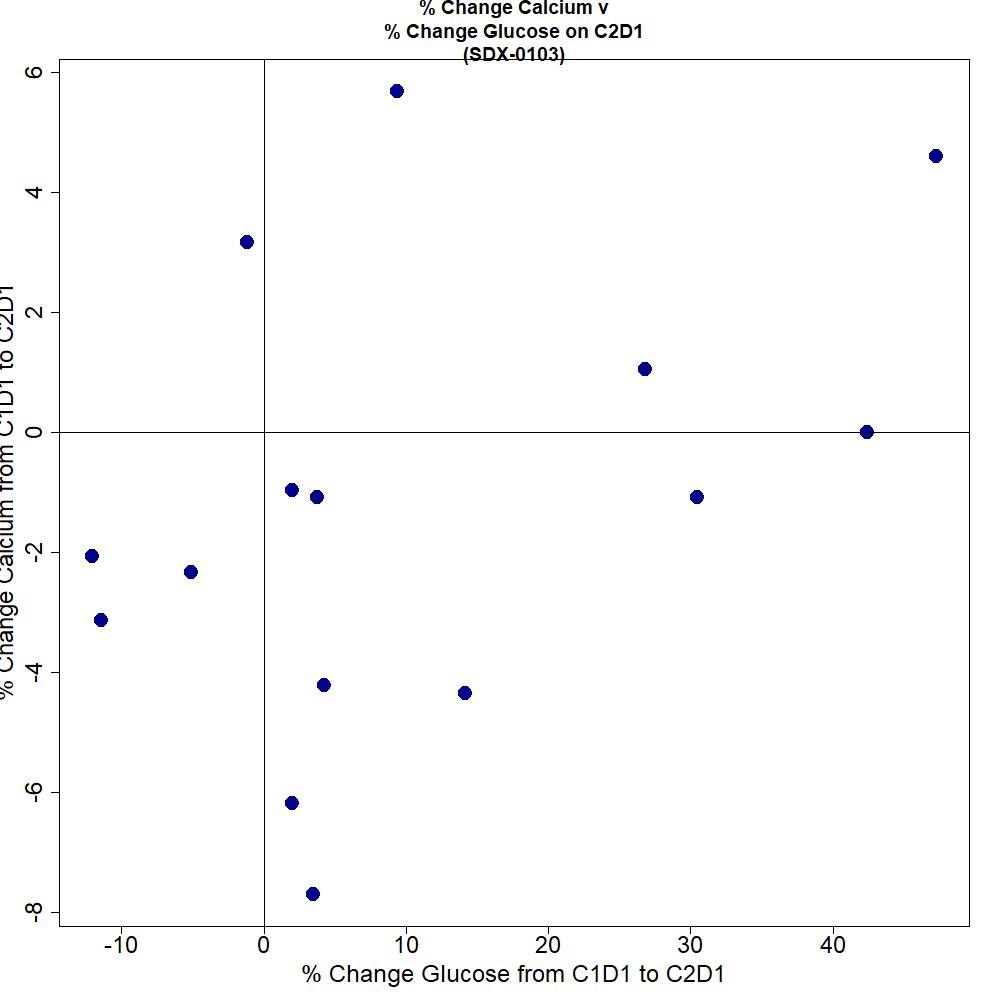 % Change Calcium v
% Change Glucose on C2D1
(SDX-0103)
6
4
2
0
-2
-4
-6
-8
% Change Calcium from C1D1 to C2D1
-10 0 10 20 30 40
% Change Glucose from C1D1 to C2D1